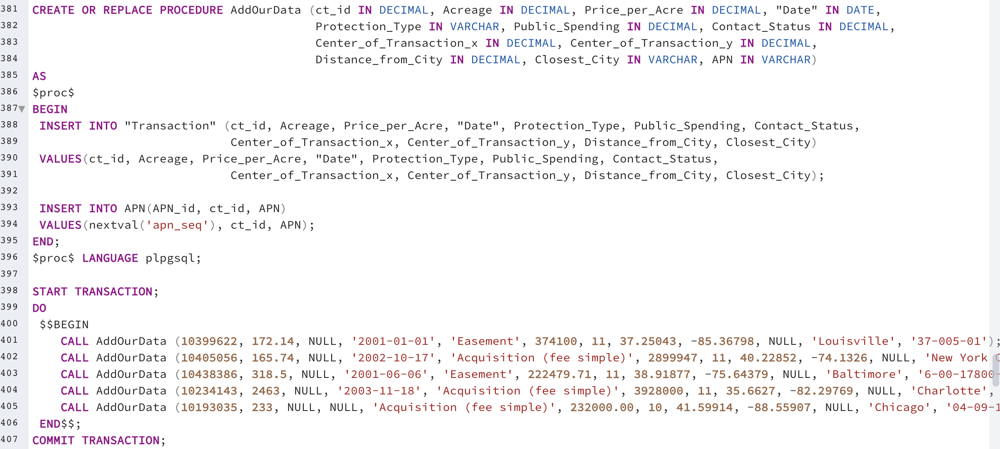 381 CREATE OR REPLACE PROCEDURE AddOurData (ct_id IN DECIMAL, Acreage IN DECIMAL, Price_per_Acre IN DECIMAL, "Date" IN DATE,
382 Protection_Type IN VARCHAR, Public_Spending IN DECIMAL, Contact_Status IN DECIMAL,
383 Center_of_Transaction_x IN DECIMAL, Center_of_Transaction_y IN DECIMAL,
384 Distance_from_City IN DECIMAL, Closest_City IN VARCHAR, APN IN VARCHAR)
385 AS
386 $proc$
387 BEGIN
388 INSERT INTO "Transaction" (ct_id, Acreage, Price_per_Acre, "Date", Protection_Type, Public_Spending, Contact_Status,
389 Center_of_Transaction_x, Center_of_Transaction_y, Distance_from_City, Closest_City)
390 VALUES(ct_id, Acreage, Price_per_Acre, "Date", Protection_Type, Public_Spending, Contact_Status,
391 Center_of_Transaction_x, Center_of_Transaction_y, Distance_from_City, Closest_City);
392
393 INSERT INTO APN(APN_id, ct_id, APN)
394 VALUES(nextval('apn_seq'), ct_id, APN);
395 END;
396 $proc$ LANGUAGE plpgsql;
397
398 START TRANSACTION;
399 DO
400 $$BEGIN
401 CALL AddOurData (10399622, 172.14, NULL, '2001-01-01', 'Easement', 374100, 11, 37.25043, -85.36798, NULL, 'Louisville', '37-005-01');
402 CALL AddOurData (10405056, 165.74, NULL, '2002-10-17', 'Acquisition (fee simple)', 2899947, 11, 40.22852, -74.1326, NULL, 'New York
403 CALL AddOurData (10438386, 318.5, NULL, '2001-06-06', 'Easement', 222479.71, 11, 38.91877, -75.64379, NULL, 'Baltimore', '6-00-17800-
404 CALL AddOurData (10234143, 2463, NULL, '2003-11-18', 'Acquisition (fee simple)', 3928000, 11, 35.6627, -82.29769, NULL, 'Charlotte',
405 CALL AddOurData (10193035, 233, NULL, NULL, 'Acquisition (fee simple)', 232000.00, 10, 41.59914, -88.55907, NULL, 'Chicago', '04-09-1
406 END$$;
407 COMMIT TRANSACTION;